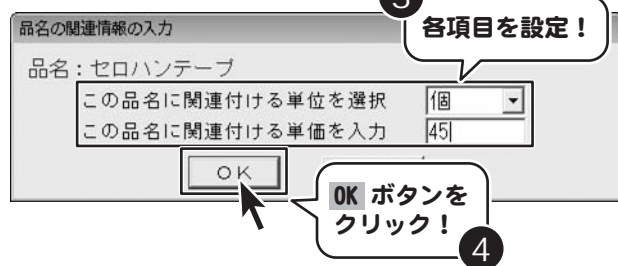 3
各項目を設定！
品名の関連情報の入力
品名：セロハンテープ
この品名に関連付ける単位を選択 個
この品名に関連付ける単価を入力 45
OK
OK ボタンを
クリック！
4